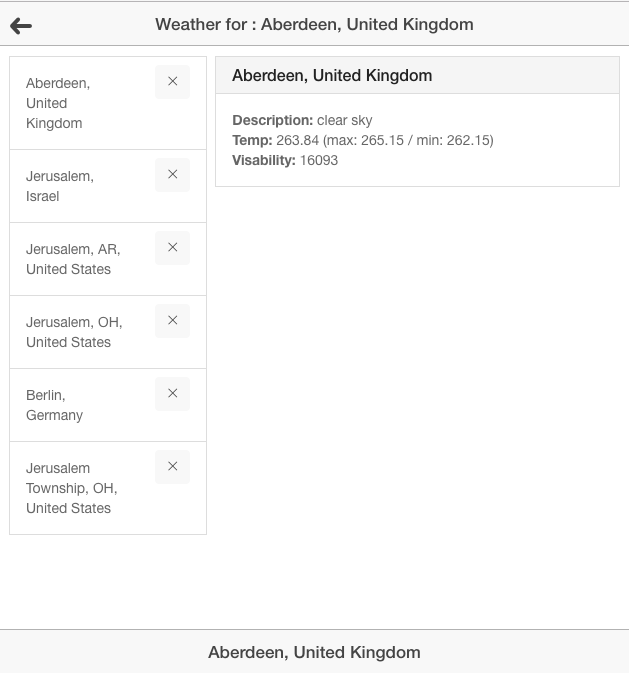 Weather for : Aberdeen, United Kingdom
Aberdeen,
United
Kingdom
Jerusalem,
Israel
Jerusalem, AR,
United States
Jerusalem, OH,
United States
Berlin,
Germany
Jerusalem
Township, OH,
United States
Aberdeen, United Kingdom
Description: clear sky
Temp: 263.84 (max: 265.15 / min: 262.15)
Visability: 16093
Aberdeen, United Kingdom